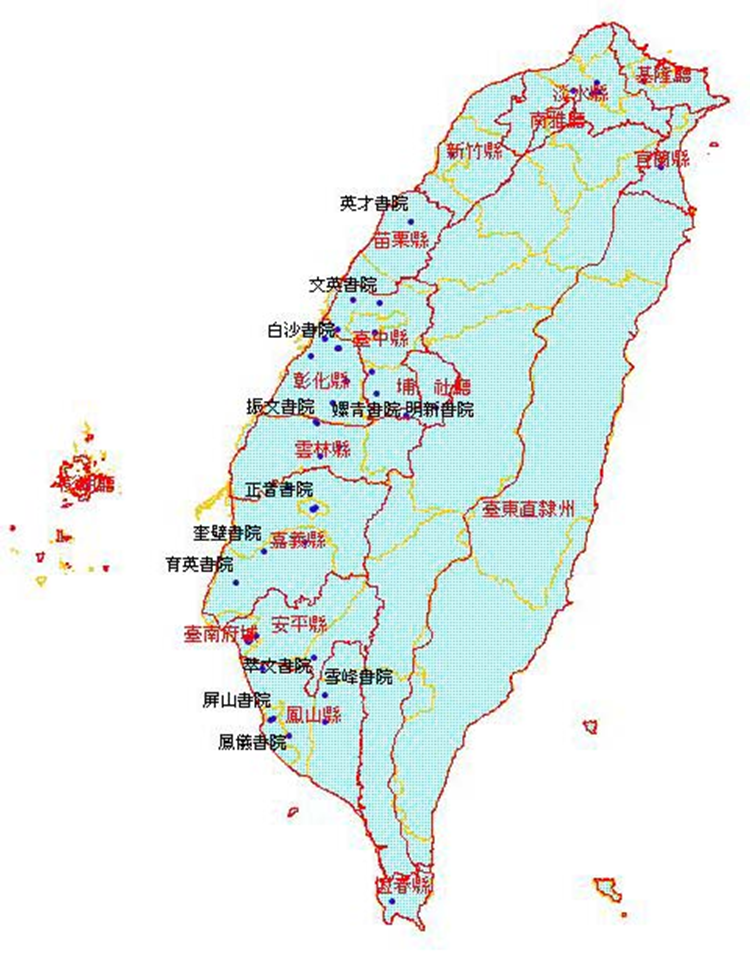 基隆廳
淡水縣
南雅廳
新竹縣
宜蘭縣
英才書院
苗栗縣
文英書院
白沙書院
臺中縣
彰化縣
埔 社廳
振文書院
螺青書院 明新書院
雲林縣
正音書院
臺東直隸州
奎壁書院
嘉義縣
育英書院
安平縣
臺南府城
萃文書院
雪峰書院
屏山書院
鳳山縣
鳳儀書院
恆春縣